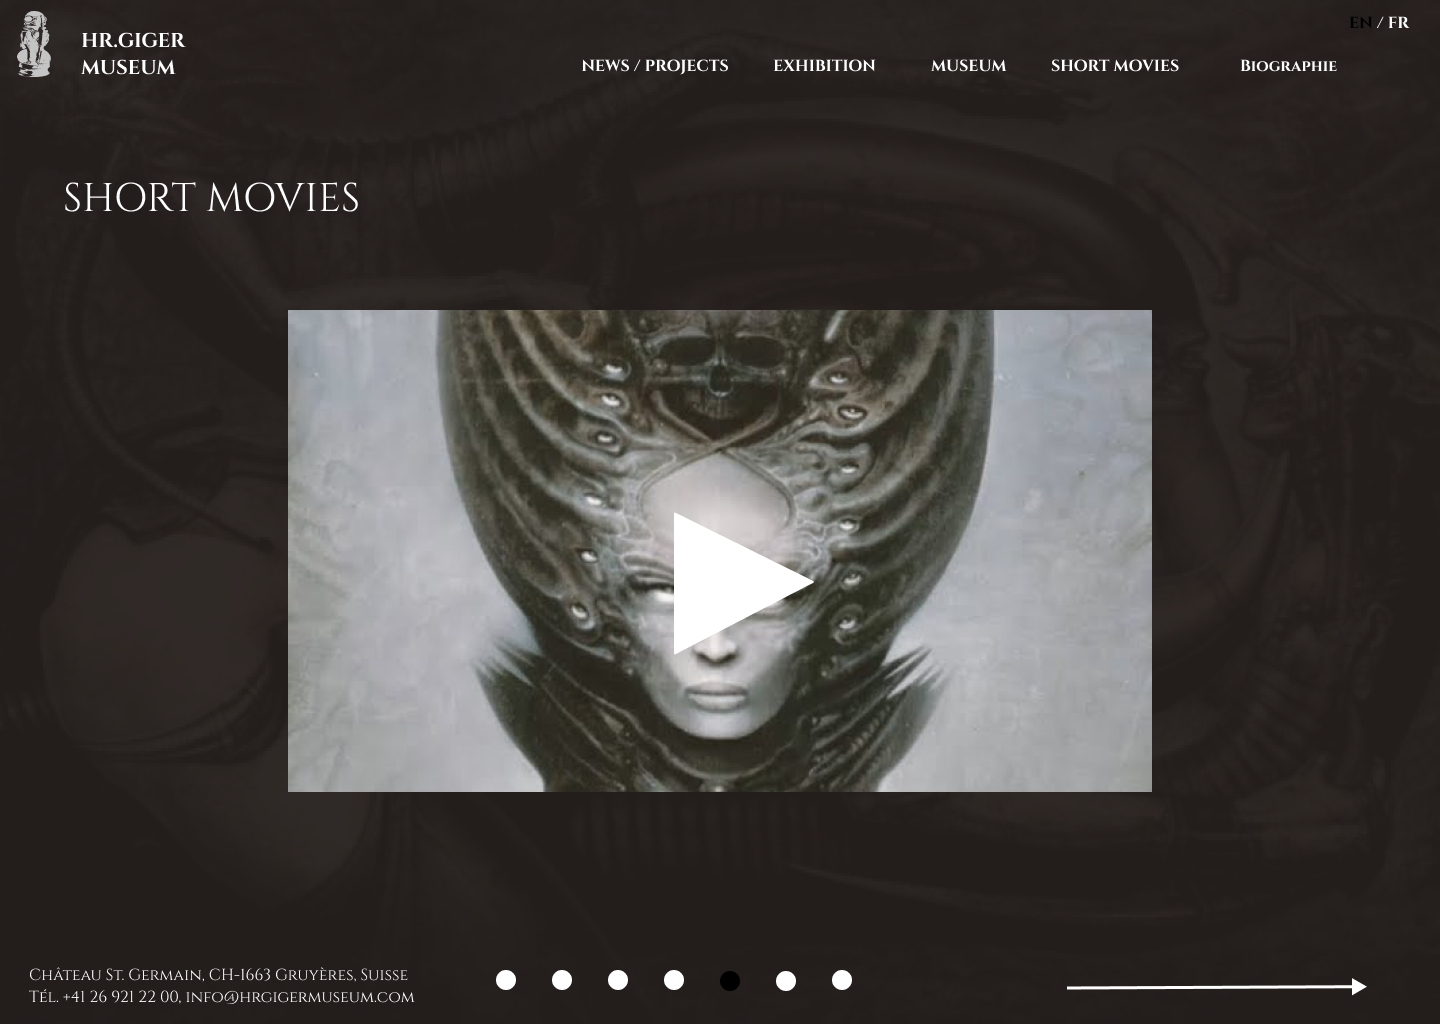 EN / FR
HR.GIGER
MUSEUM
NEWS / PROJECTS EXHIBITION MUSEUM SHORT MOVIES Biographie
SHORT MOVIES
Château St. Germain, CH-1663 Gruyères, Suisse
Tél. +41 26 921 22 00, info@hrgigermuseum.com